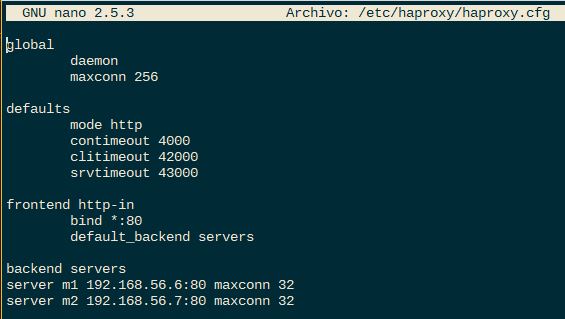 GNU nano 2.5.3 Archivo: /etc/haproxy/haproxy.cfg
global
daemon
maxconn 256
defaults
mode http
contimeout 4000
clitimeout 42000
srvtimeout 43000
frontend http-in
bind *:80
default_backend servers
backend servers
server m1 192.168.56.6:80 maxconn 32
server m2 192.168.56.7:80 maxconn 32